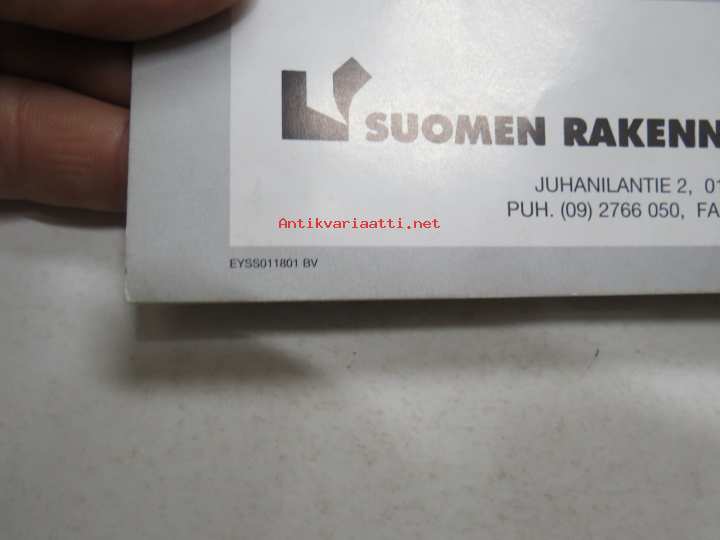 SUOMEN RAKENN
JUHANILANTIE 2, 01
PUH. (09) 2766 050, FA
Antikvariaatti.net
EYSS011801 BV